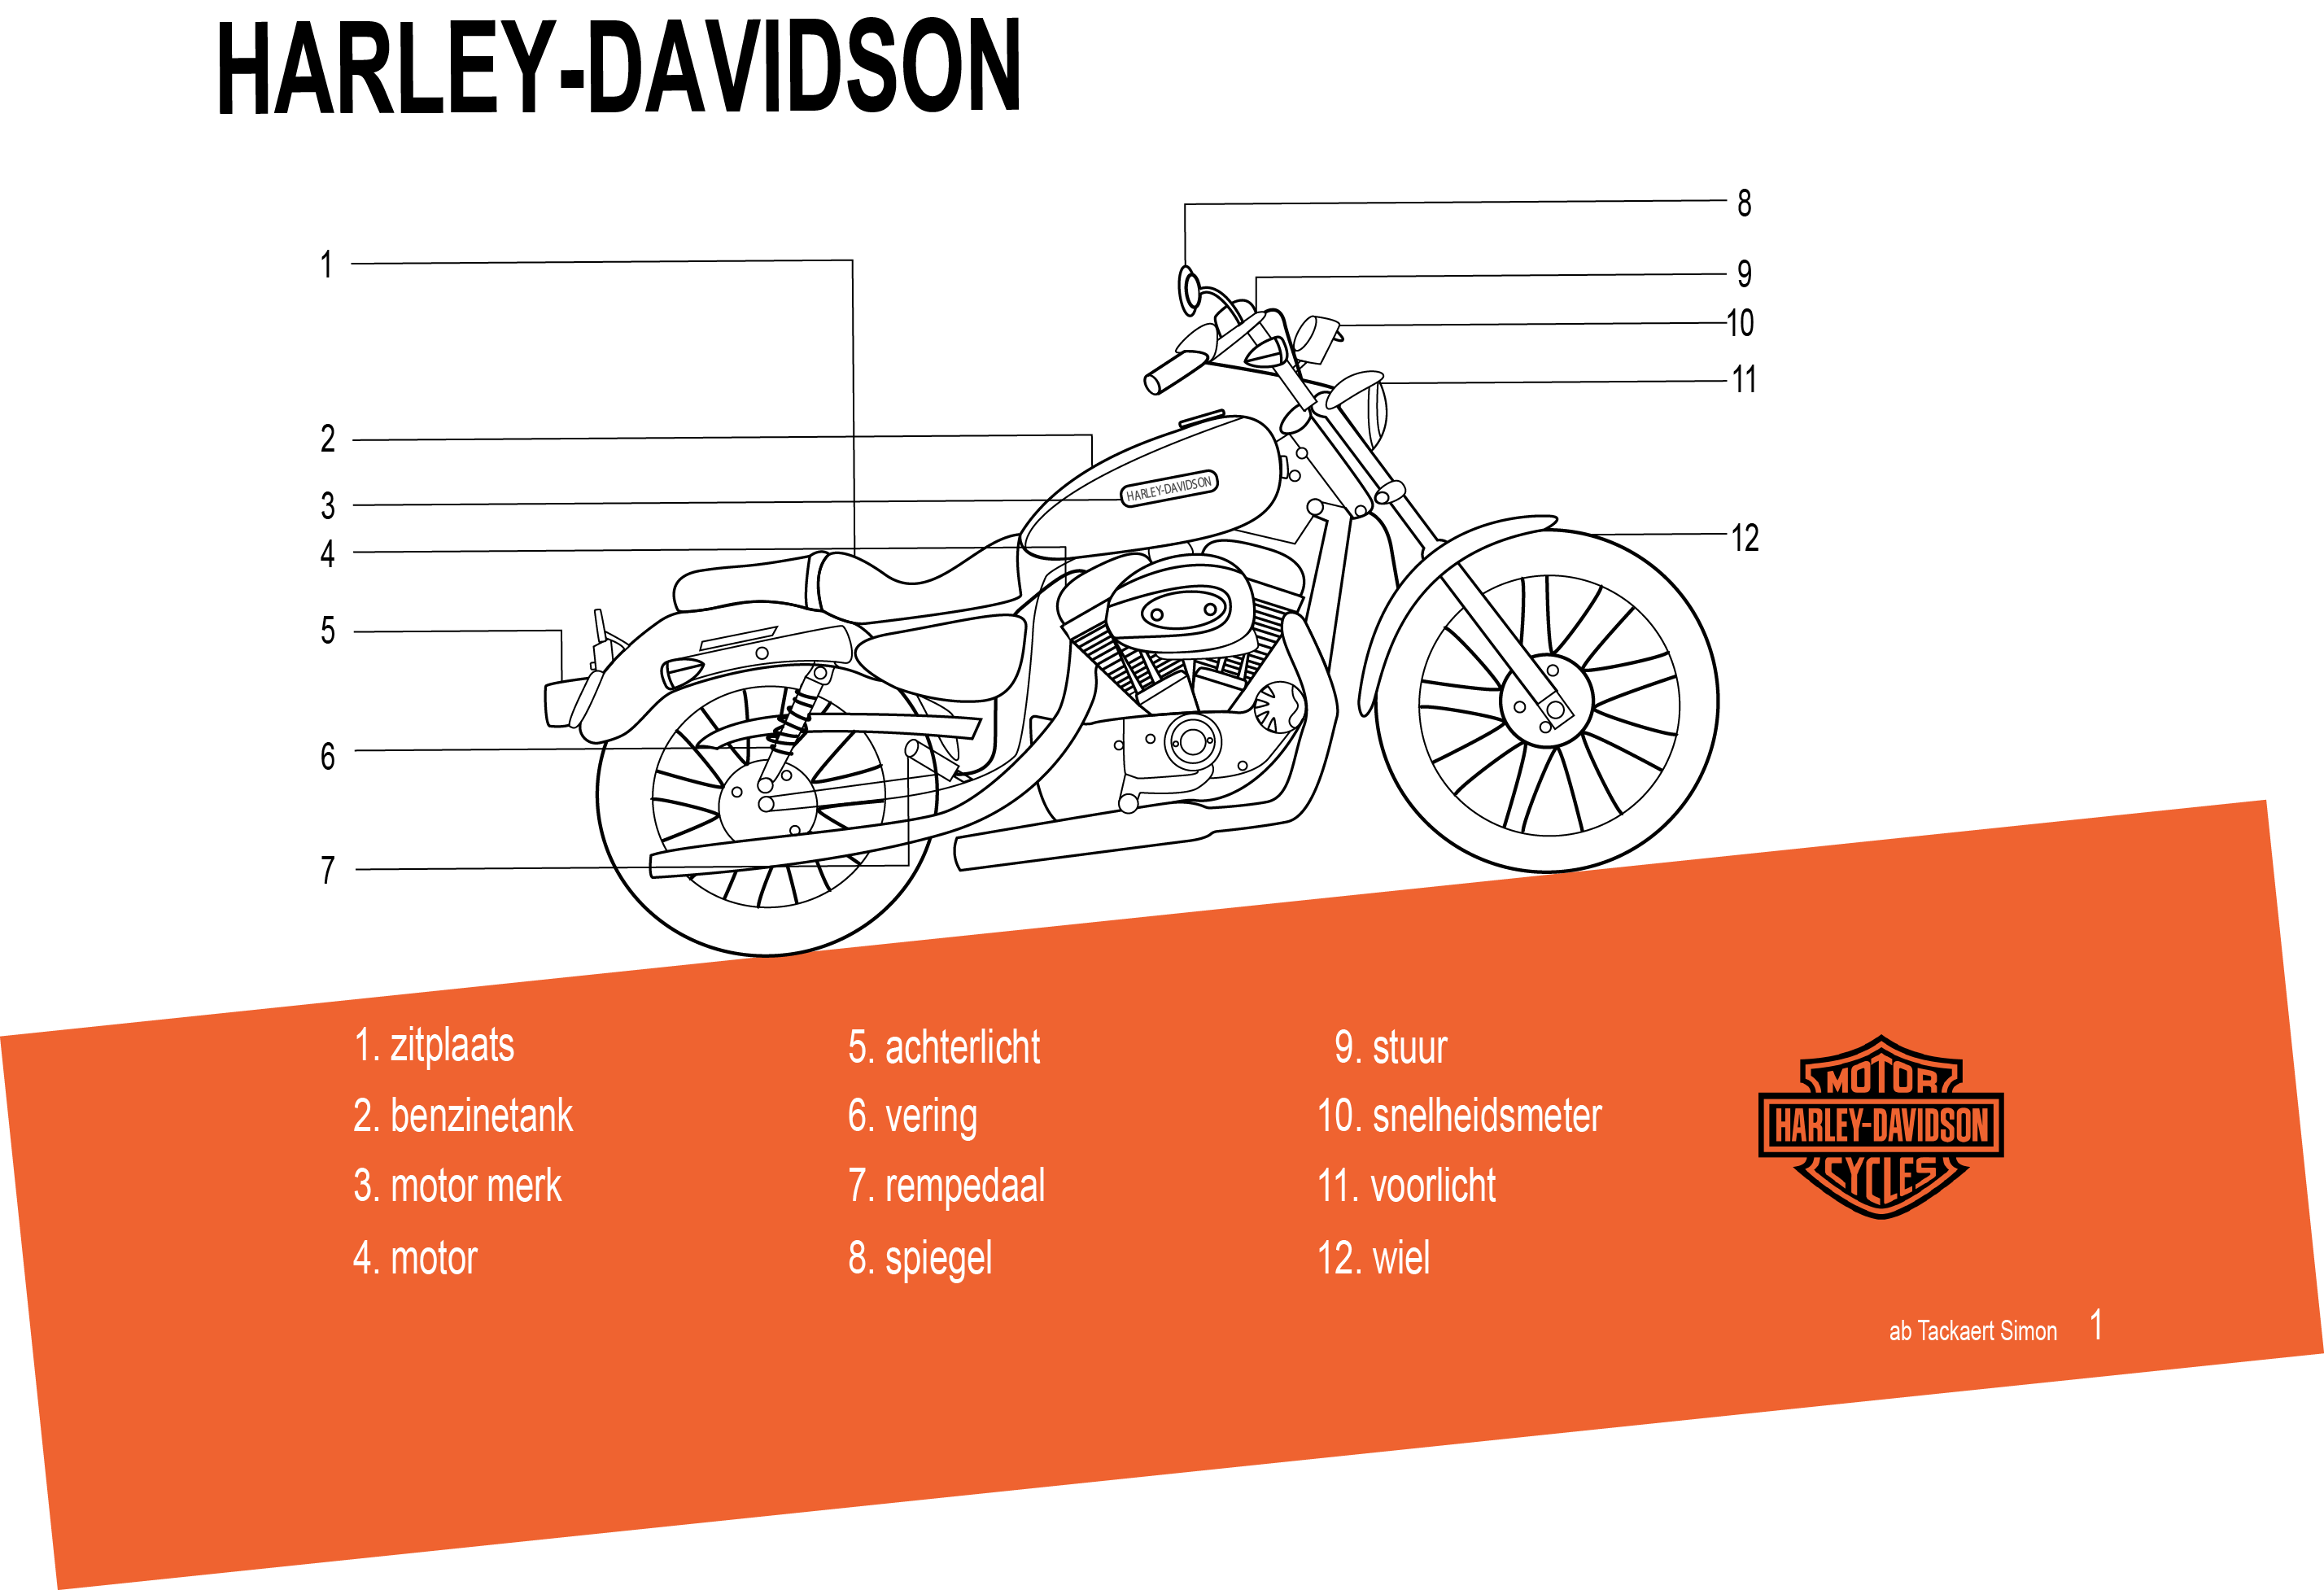 HARLEY-DAVIDSON
8
1
9
10
11
2
HARLEY-DAVIDSON
3
12
4
5
6
7
1. zitplaats
2. benzinetank
3. motor merk
4. motor
5. achterlicht
6. vering
7. rempedaal
8. spiegel
9. stuur
10. snelheidsmeter
11. voorlicht
12. wiel
MOTOR
HARLEY-DAVIDSON
CYCLES
ab Tackaert Simon 1